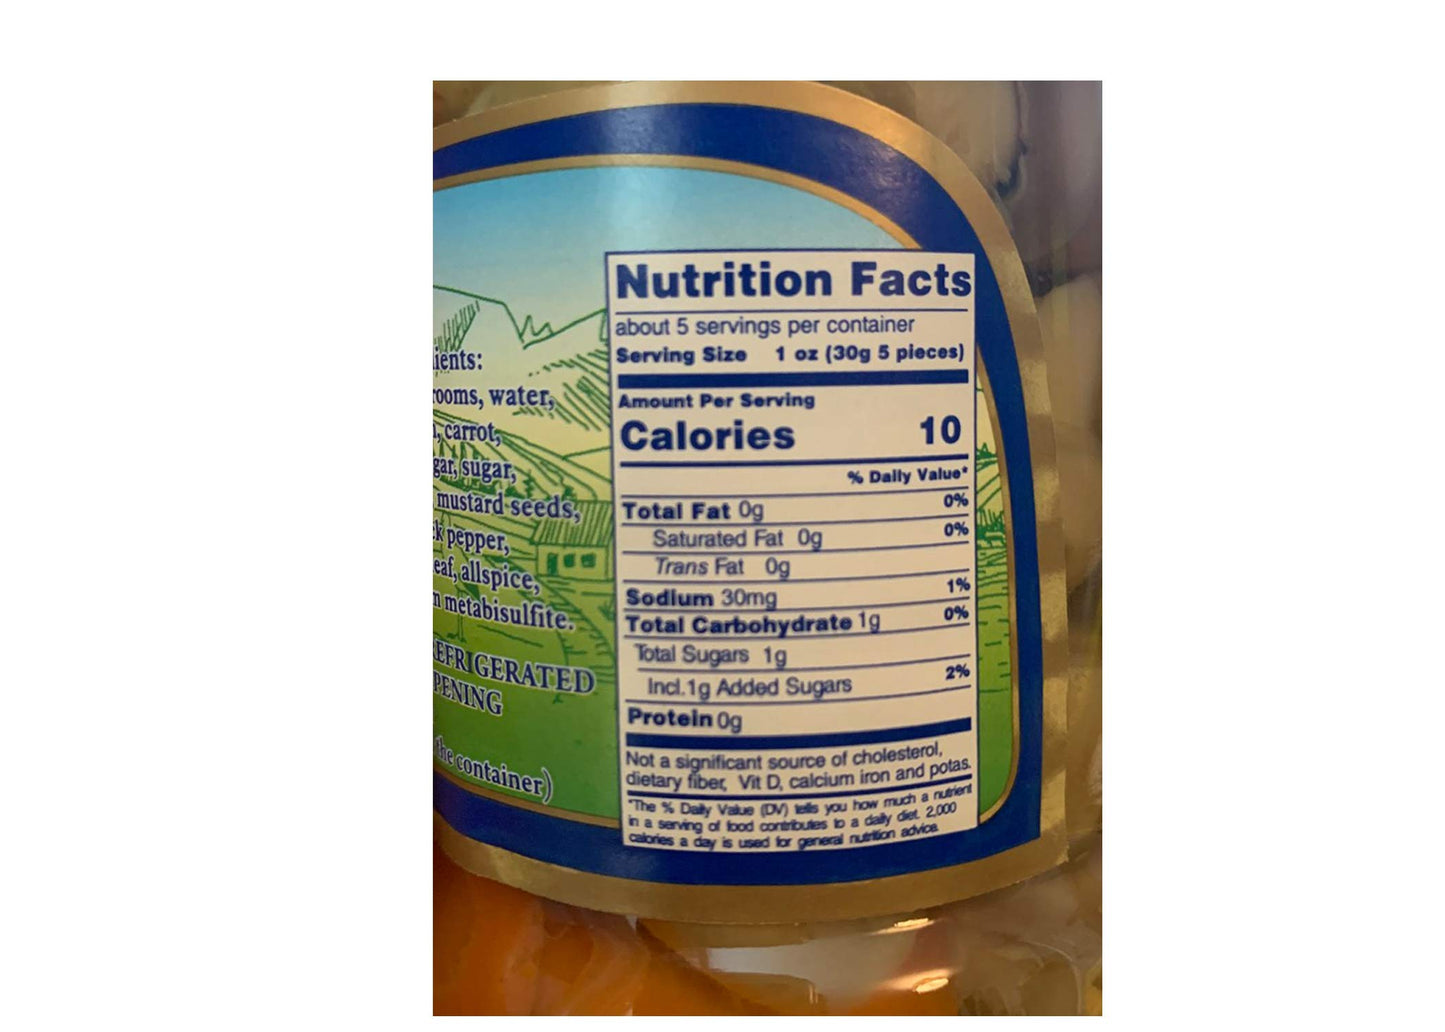 ients:
rooms, water,
, carrot,
gar, sugar,
mustard seeds,
k pepper,
eaf, allspice,
n metabisulfite.
EFRIGERATED
PENING
the container)
Nutrition Facts
about 5 servings per container
Serving Size 1 oz (30g 5 pieces)
Amount Per Serving
Calories 10
% Daily Value*
Total Fat 0g 0%
Saturated Fat 0g 0%
Trans Fat 0g
Sodium 30mg 1%
Total Carbohydrate 1g 0%
Total Sugars 1g
Incl. 1g Added Sugars 2%
Protein 0g
Not a significant source of cholesterol,
dietary fiber, Vit D, calcium iron and potas.
*The % Daily Value (DV) tells you how much a nutrient
in a serving of food contributes to a daily diet. 2,000
calories a day is used for general nutrition advice.